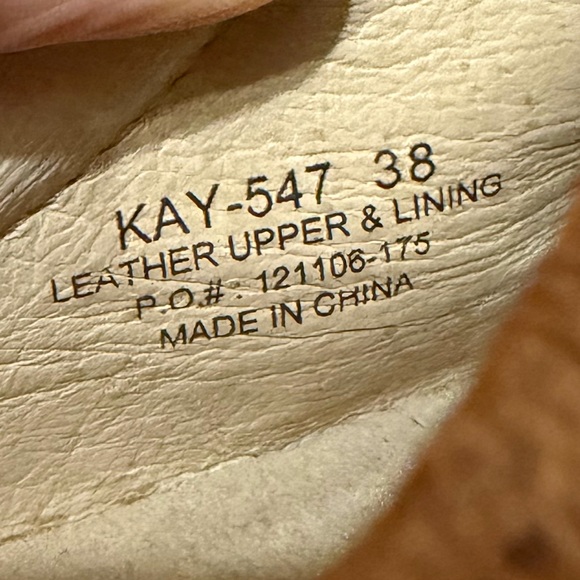 KAY-547 38
LEATHER UPPER & LINING
P.O.# : 121106-175
MADE IN CHINA